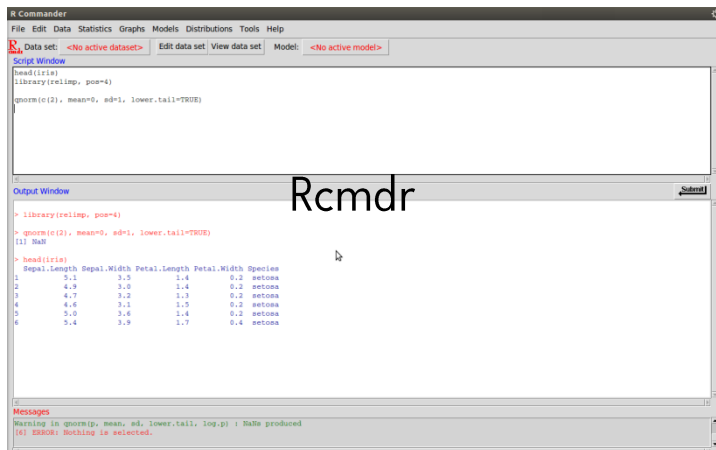 R Commander
File Edit Data Statistics Graphs Models Distributions Tools Help
R Data set: <No active dataset> Edit data set View data set Model: <No active model>
Script Window
head(iris)
library(relimp, pos=4)
qnorm(c(2), mean=0, sd=1, lower.tail=TRUE)
Rcmdr
Output Window Submit
> library(relimp, pos=4)
> qnorm(c(2), mean=0, sd=1, lower.tail=TRUE)
[1] NaN
> head(iris)
Sepal.Length Sepal.Width Petal.Length Petal.Width Species
1 5.1 3.5 1.4 0.2 setosa
2 4.9 3.0 1.4 0.2 setosa
3 4.7 3.2 1.3 0.2 setosa
4 4.6 3.1 1.5 0.2 setosa
5 5.0 3.6 1.4 0.2 setosa
6 5.4 3.9 1.7 0.4 setosa
Messages
Warning in qnorm(p, mean, sd, lower.tail, log.p) : NaNs produced
[6] ERROR: Nothing is selected.